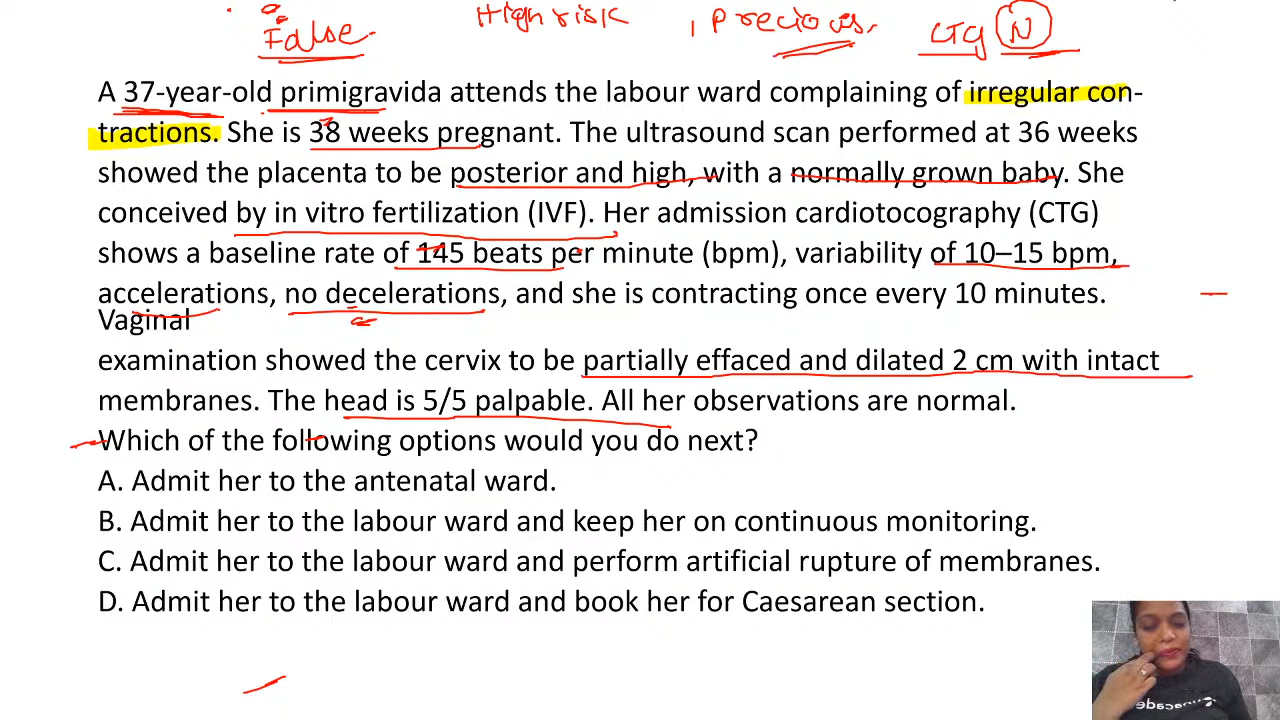 False High risk , Precious. CTG N
A 37-year-old primigravida attends the labour ward complaining of irregular con-
tractions. She is 38 weeks pregnant. The ultrasound scan performed at 36 weeks
showed the placenta to be posterior and high, with a normally grown baby. She
conceived by in vitro fertilization (IVF). Her admission cardiotocography (CTG)
shows a baseline rate of 145 beats per minute (bpm), variability of 10–15 bpm,
accelerations, no decelerations, and she is contracting once every 10 minutes.
Vaginal
examination showed the cervix to be partially effaced and dilated 2 cm with intact
membranes. The head is 5/5 palpable. All her observations are normal.
Which of the following options would you do next?
A. Admit her to the antenatal ward.
B. Admit her to the labour ward and keep her on continuous monitoring.
C. Admit her to the labour ward and perform artificial rupture of membranes.
D. Admit her to the labour ward and book her for Caesarean section.